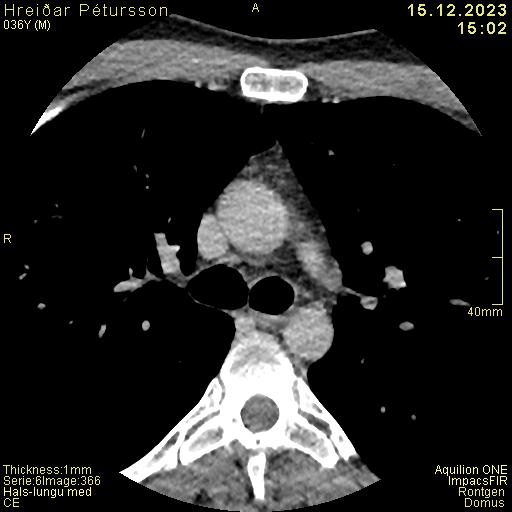 Hreiðar Pétursson
036Y (M)
A
15.12.2023
15:02
R
40mm
Thickness:1mm
Serie:6Image:366
Hals-lungu med
CE
Aquilion ONE
ImpacsFIR
Rontgen
Domus